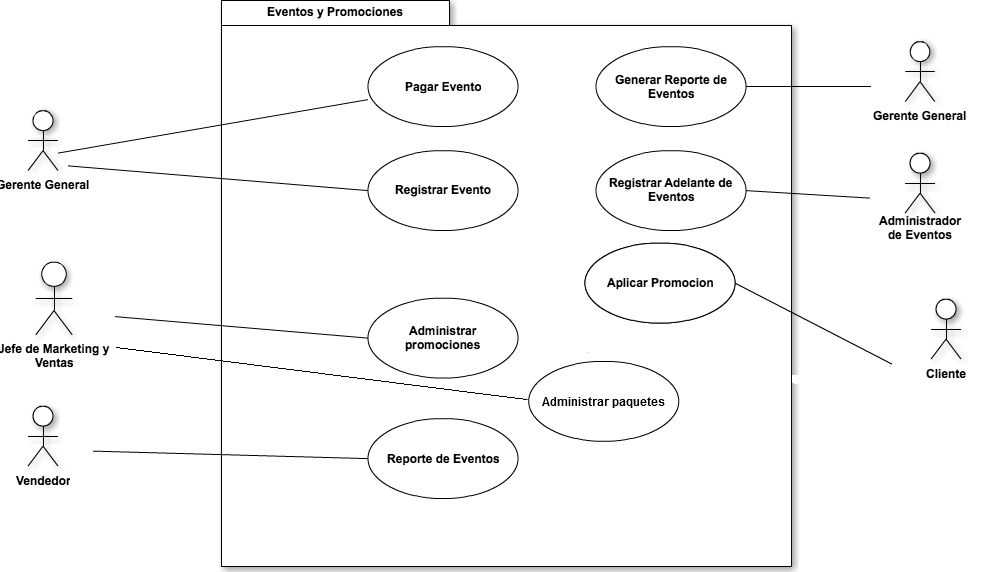 Eventos y Promociones
Pagar Evento
Generar Reporte de
Eventos
Gerente General
Gerente General
Registrar Evento
Registrar Adelante de
Eventos
Administrador
de Eventos
Aplicar Promocion
Jefe de Marketing y
Ventas
Administrar
promociones
Cliente
Administrar paquetes
Vendedor
Reporte de Eventos